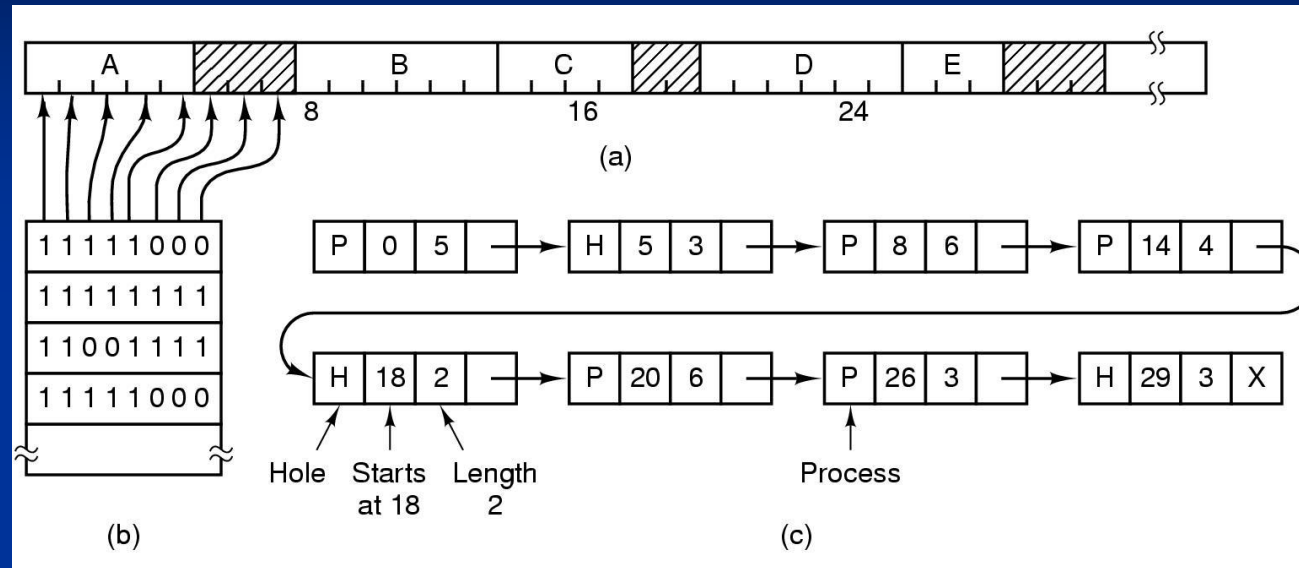 A B C D E
8 16 24
(a)
1 1 1 1 1 0 0 0
1 1 1 1 1 1 1 1
1 1 0 0 1 1 1 1
1 1 1 1 1 0 0 0
(b)
P 0 5 H 5 3 P 8 6 P 14 4
H 18 2 P 20 6 P 26 3 H 29 3 X
Hole Starts Length Process
at 18 2
(c)